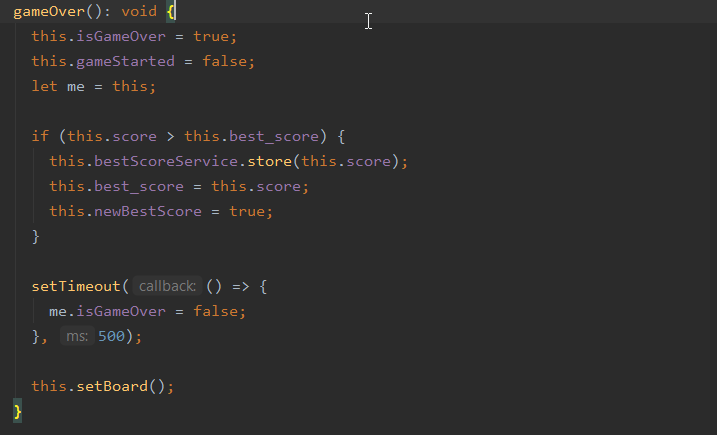 gameOver(): void {
this.isGameOver = true;
this.gameStarted = false;
let me = this;
if (this.score > this.best_score) {
this.bestScoreService.store(this.score);
this.best_score = this.score;
this.newBestScore = true;
}
setTimeout( callback: () => {
me.isGameOver = false;
}, ms: 500);
this.setBoard();
}